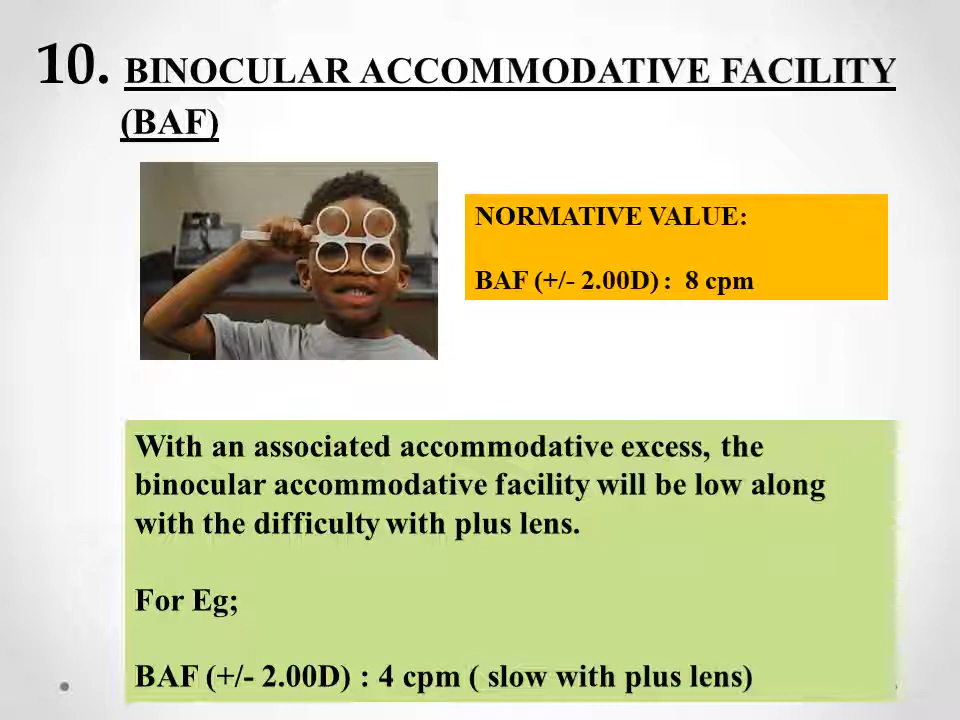 10. BINOCULAR ACCOMMODATIVE FACILITY
(BAF)
NORMATIVE VALUE:
BAF (+/- 2.00D) : 8 cpm
With an associated accommodative excess, the
binocular accommodative facility will be low along
with the difficulty with plus lens.
For Eg;
BAF (+/- 2.00D) : 4 cpm ( slow with plus lens)